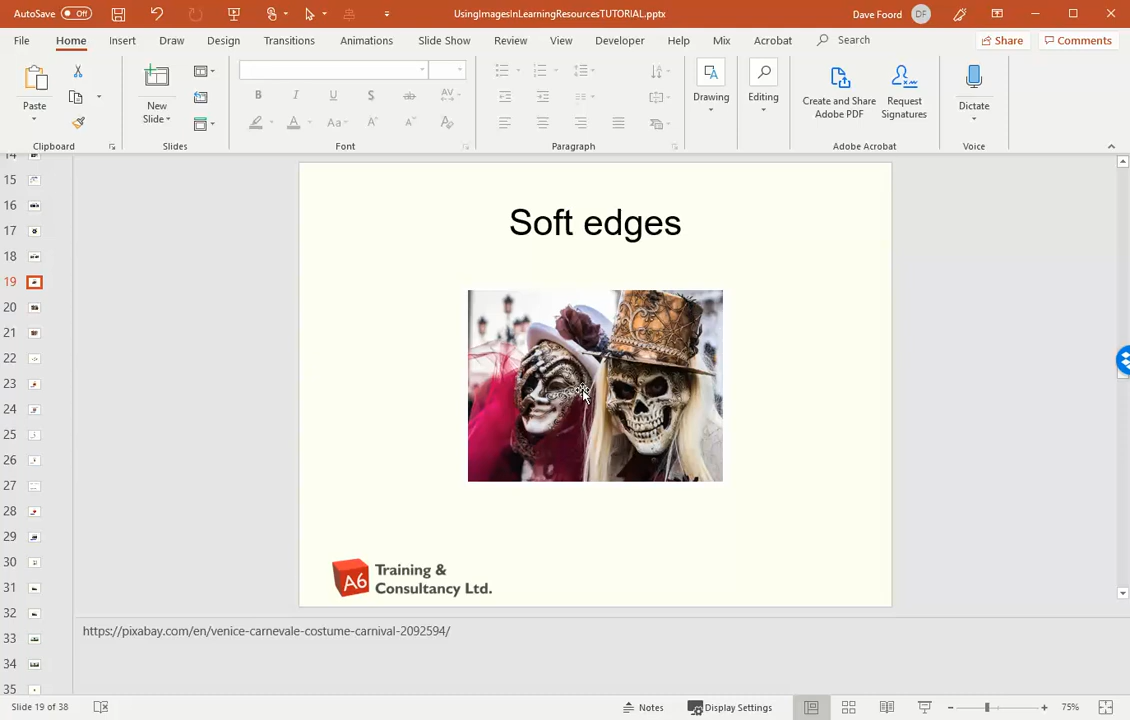 AutoSave Off
UsingImagesInLearningResourcesTUTORIAL.pptx
Dave Foord DF
File Home Insert Draw Design Transitions Animations Slide Show Review View Developer Help Mix Acrobat Search Share Comments
Paste
New
Slide
Drawing
Editing
Create and Share
Adobe PDF
Request
Signatures
Dictate
Clipboard
Slides
B I U S ab AV
A Aa A A
Font
Paragraph
Adobe Acrobat
Voice
14
15
16
17
18
19
20
21
22
23
24
25
26
27
28
29
30
31
32
33
34
35
Soft edges
A6 Training &
Consultancy Ltd.
https://pixabay.com/en/venice-carnevale-costume-carnival-2092594/
Slide 19 of 38
Notes
Display Settings
75%